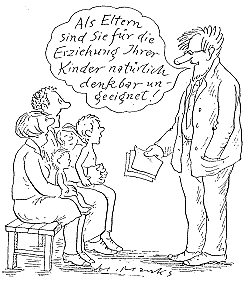 Als Eltern
sind Sie für die
Erziehung Ihrer
Kinder natürlich
denkbar un-
geeignet!